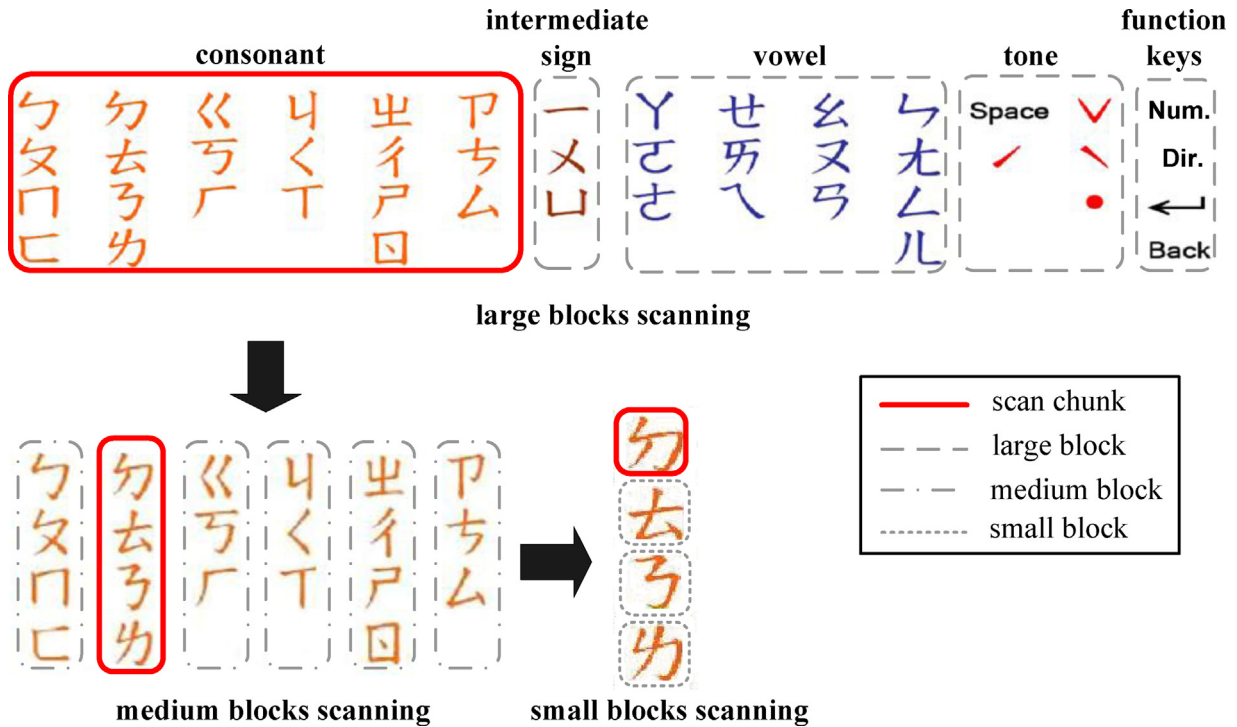 consonant intermediate sign vowel tone function keys
ㄅ ㄉ ㄍ ㄐ ㄓ ㄗ 一 ㄚ ㄝ ㄠ ㄣ Space ˇ Num.
ㄆ ㄊ ㄎ ㄑ ㄔ ㄘ ㄨ ㄛ ㄞ ㄡ ㄤ ˊ ˋ Dir.
ㄇ ㄋ ㄏ ㄒ ㄕ ㄙ ㄩ ㄜ ㄟ ㄢ ㄥ ˙ ←
ㄈ ㄌ ㄖ ㄦ Back
large blocks scanning
ㄅ ㄉ ㄍ ㄐ ㄓ ㄗ
ㄆ ㄊ ㄎ ㄑ ㄔ ㄘ
ㄇ ㄋ ㄏ ㄒ ㄕ ㄙ
ㄈ ㄌ ㄖ
medium blocks scanning
ㄉ
ㄊ
ㄋ
ㄌ
small blocks scanning
scan chunk
large block
medium block
small block